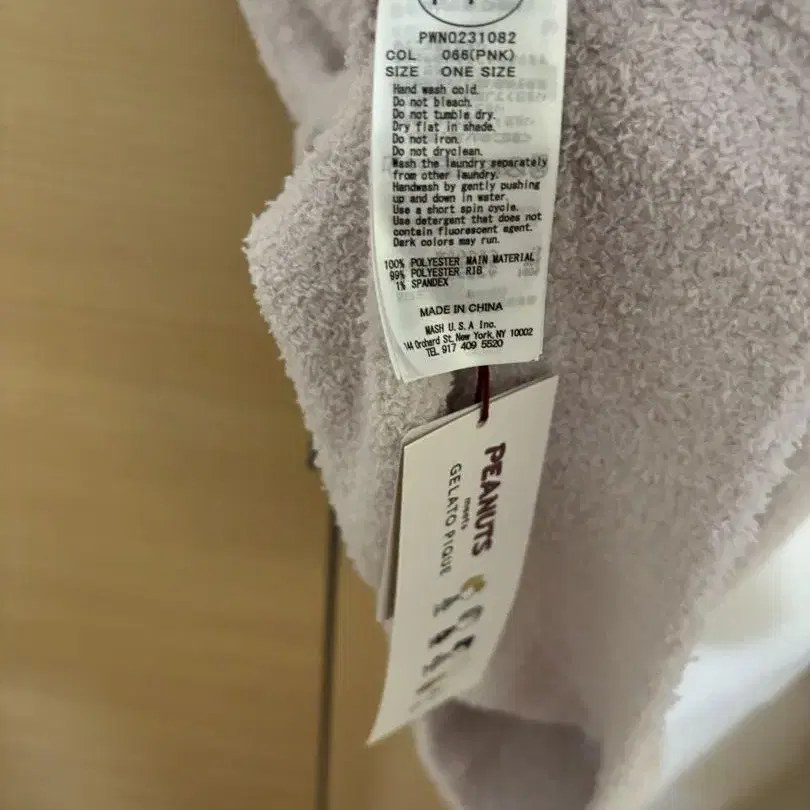 PWNO231082
COL 066(PNK)
SIZE ONE SIZE
Hand wash cold.
Do not bleach.
Do not tumble dry.
Dry flat in shade.
Do not iron.
Do not dryclean.
Wash the laundry separately
from other laundry.
Handwash by gently pushing
up and down in water.
Use a short spin cycle.
Use detergent that does not
contain fluorescent agent.
Dark colors may run.
100% POLYESTER MAIN MATERIAL
99% POLYESTER RIB
1% SPANDEX
MADE IN CHINA
MASH U.S.A Inc.
144 Orchard St, New York, NY 10002
TEL 917 409 5520
PEANUTS
meets
GELATO PIQUE